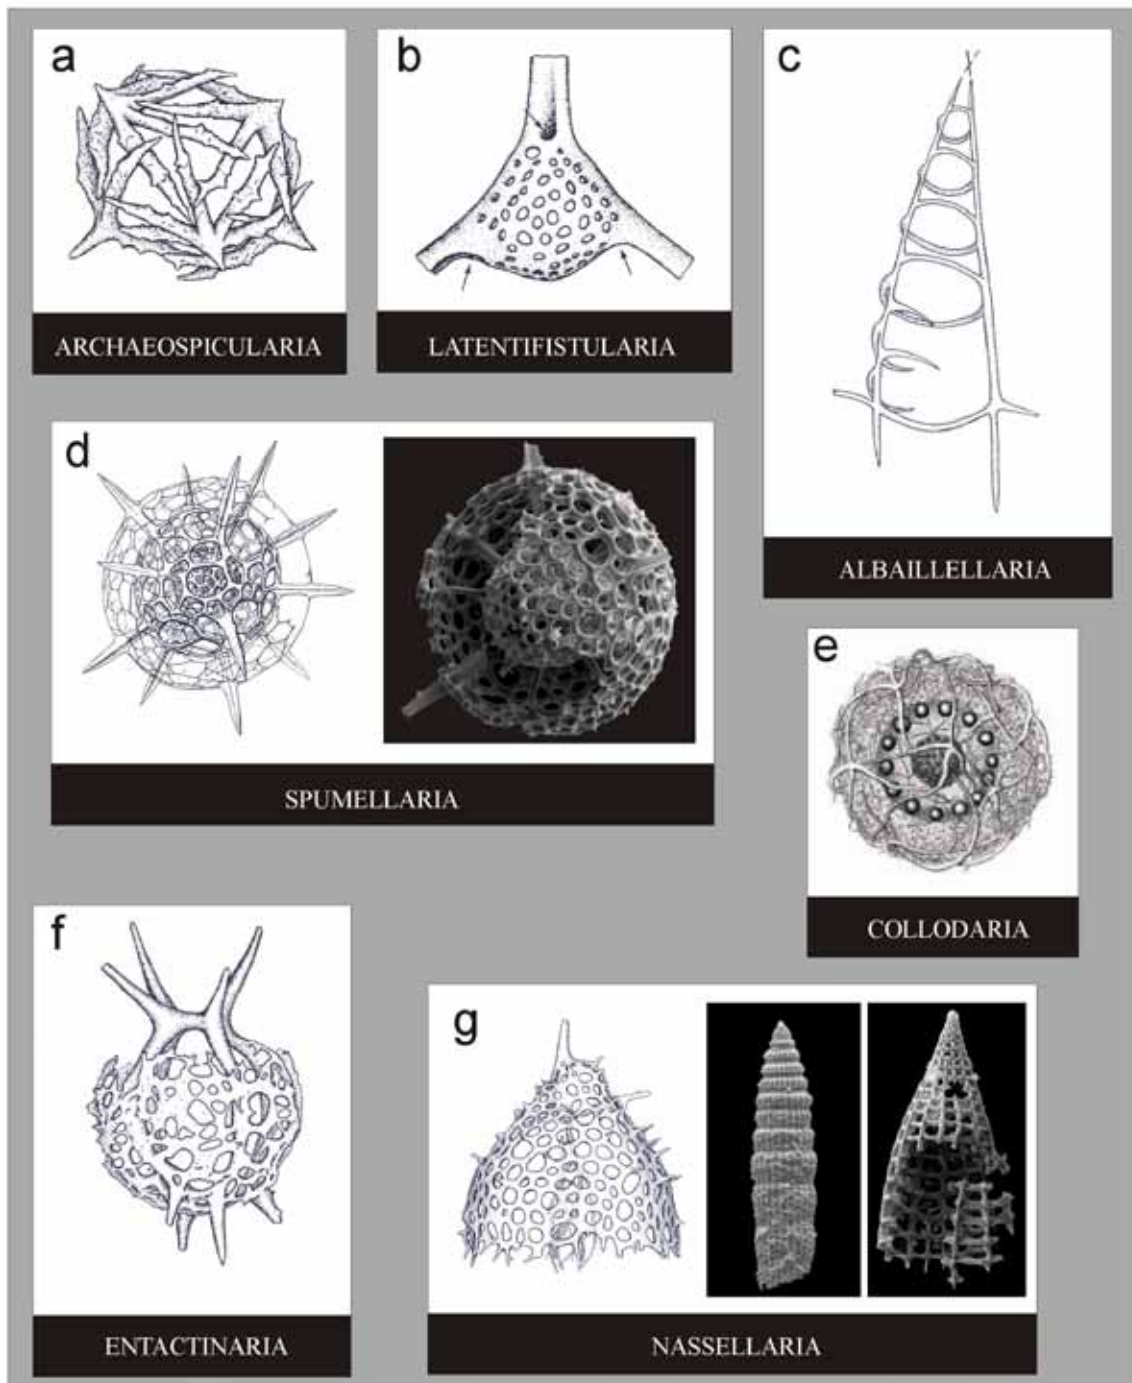 a
ARCHAEOSPICULARIA
b
LATENTIFISTULARIA
c
ALBAILLELLARIA
d
SPUMELLARIA
e
COLLODARIA
f
ENTACTINARIA
g
NASSELLARIA